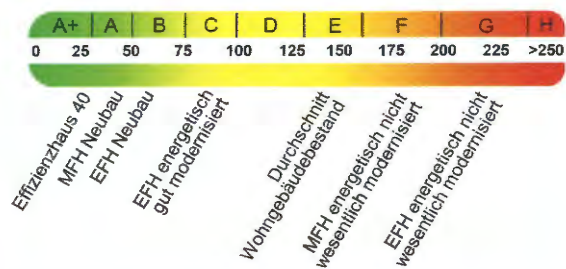 A+ A B C D E F G H
0 25 50 75 100 125 150 175 200 225 >250
Effizienzhaus 40
MFH Neubau
EFH Neubau
EFH energetisch
gut modernisiert
Durchschnitt
Wohngebäudebestand
MFH energetisch nicht
wesentlich modernisiert
EFH energetisch nicht
wesentlich modernisiert